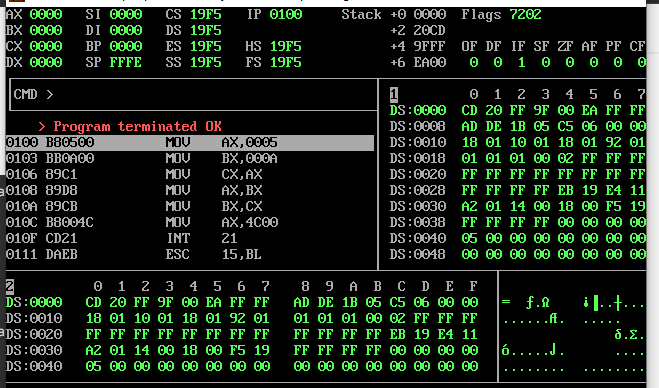 AX 0000 SI 0000 CS 19F5 IP 0100 Stack +0 0000 Flags 7202
BX 0000 DI 0000 DS 19F5 +2 20CD
CX 0000 BP 0000 ES 19F5 HS 19F5 +4 9FFF OF DF IF SF ZF AF PF CF
DX 0000 SP FFFE SS 19F5 FS 19F5 +6 EA00 0 0 1 0 0 0 0 0
CMD >
> Program terminated OK
0100 B80500 MOV AX,0005
0103 BB0A00 MOV BX,000A
0106 89C1 MOV CX,AX
0108 89D8 MOV AX,BX
010A 89CB MOV BX,CX
010C B8004C MOV AX,4C00
010F CD21 INT 21
0111 DAEB ESC 15,BL
1 0 1 2 3 4 5 6 7
DS:0000 CD 20 FF 9F 00 EA FF FF
DS:0008 AD DE 1B 05 C5 06 00 00
DS:0010 18 01 10 01 18 01 92 01
DS:0018 01 01 01 00 02 FF FF FF
DS:0020 FF FF FF FF FF FF FF FF
DS:0028 FF FF FF FF EB 19 E4 11
DS:0030 A2 01 14 00 18 00 F5 19
DS:0038 FF FF FF FF 00 00 00 00
DS:0040 05 00 00 00 00 00 00 00
DS:0048 00 00 00 00 00 00 00 00
2 0 1 2 3 4 5 6 7 8 9 A B C D E F
DS:0000 CD 20 FF 9F 00 EA FF FF AD DE 1B 05 C5 06 00 00
DS:0010 18 01 10 01 18 01 92 01 01 01 01 00 02 FF FF FF
DS:0020 FF FF FF FF FF FF FF FF FF FF FF FF EB 19 E4 11
DS:0030 A2 01 14 00 18 00 F5 19 FF FF FF FF 00 00 00 00
DS:0040 05 00 00 00 00 00 00 00 00 00 00 00 00 00 00 00
= ƒ.Ω ¡▐..┼...
......Æ. .....
δ.Σ.
ó.....⌡. ....
........ ........